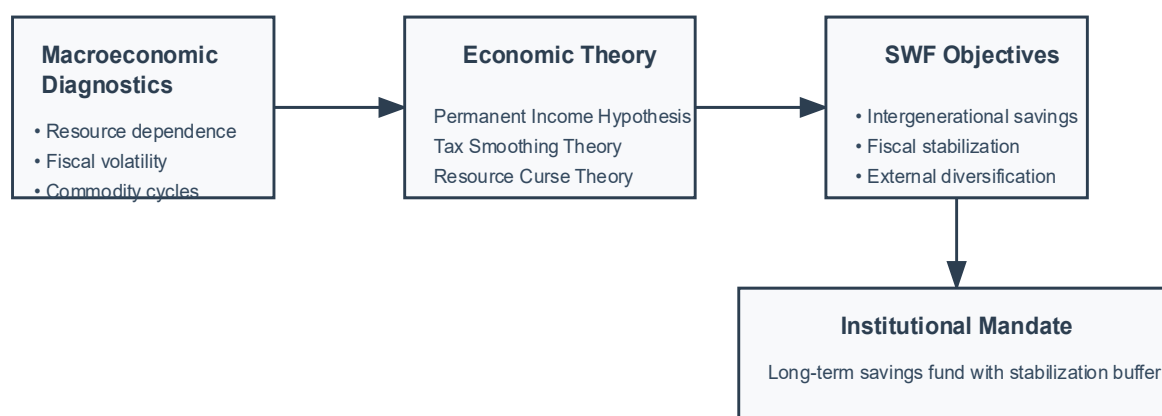 Macroeconomic
Diagnostics
• Resource dependence
• Fiscal volatility
• Commodity cycles
Economic Theory
Permanent Income Hypothesis
Tax Smoothing Theory
Resource Curse Theory
SWF Objectives
• Intergenerational savings
• Fiscal stabilization
• External diversification
Institutional Mandate
Long-term savings fund with stabilization buffer